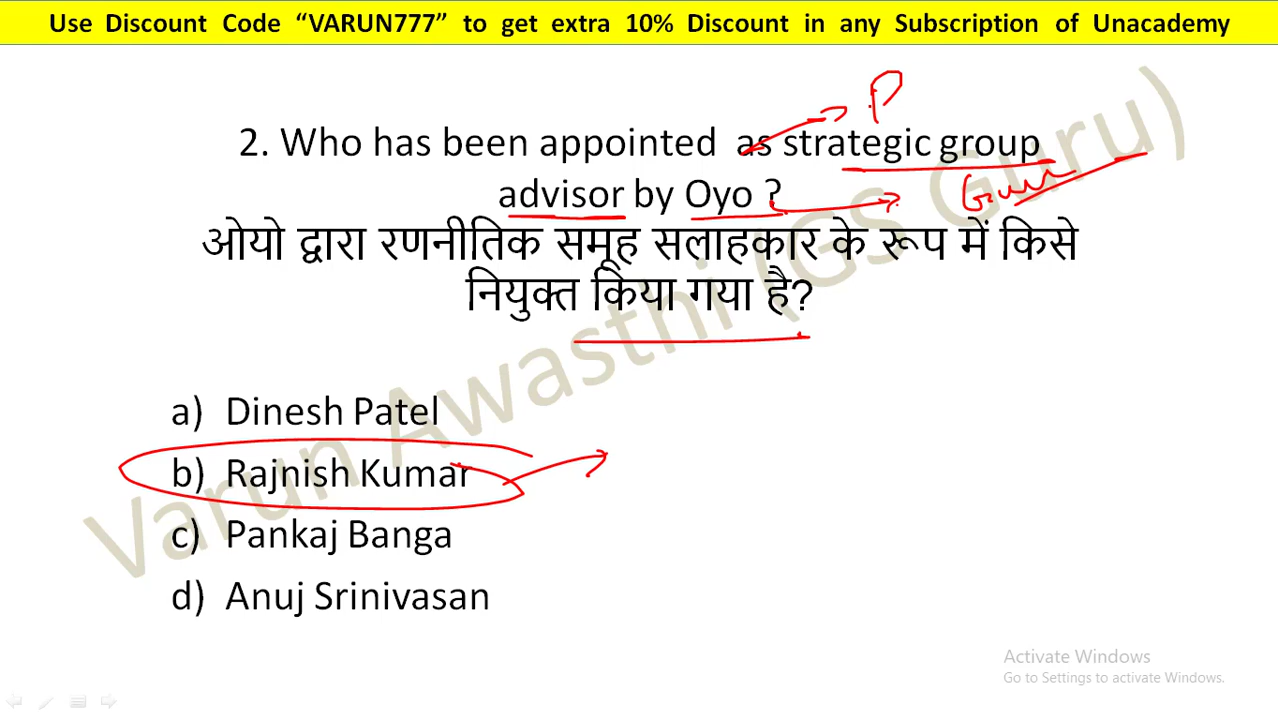 Use Discount Code “VARUN777” to get extra 10% Discount in any Subscription of Unacademy
P
2. Who has been appointed as strategic group
advisor by Oyo ?
ओयो द्वारा रणनीतिक समूह सलाहकार के रूप में किसे
नियुक्त किया गया है?
a) Dinesh Patel
b) Rajnish Kumar
c) Pankaj Banga
d) Anuj Srinivasan
Varun Awasthi (GS Guru)
Activate Windows
Go to Settings to activate Windows.